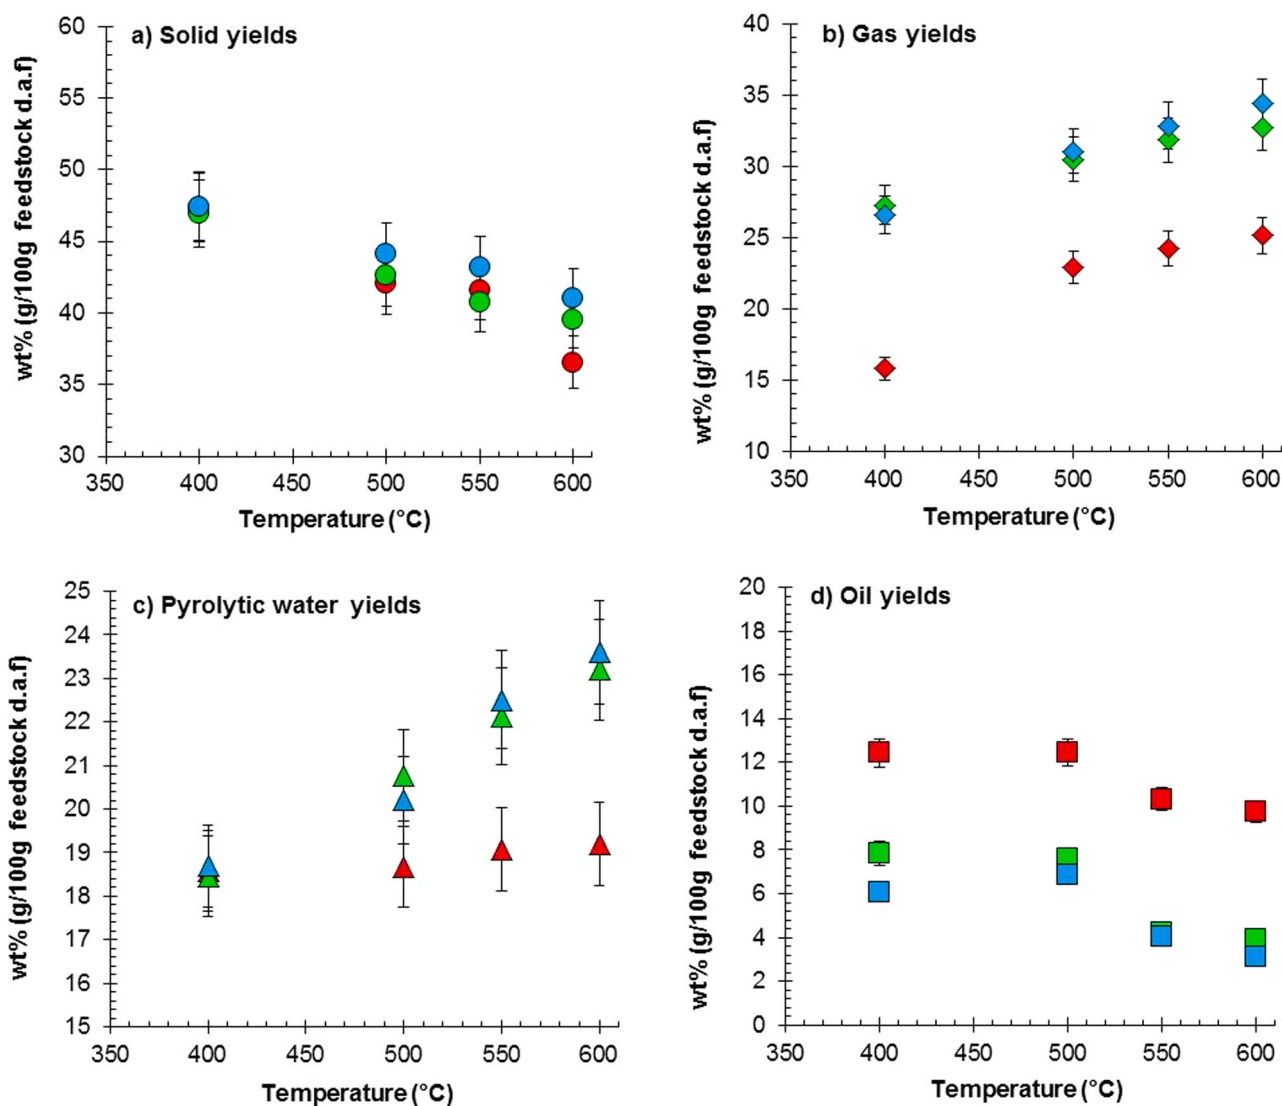 a) Solid yields
wt% (g/100g feedstock d.a.f)
60
55
50
45
40
35
30
350 400 450 500 550 600
Temperature (°C)
b) Gas yields
wt% (g/100g feedstock d.a.f)
40
35
30
25
20
15
10
350 400 450 500 550 600
Temperature (°C)
c) Pyrolytic water yields
wt% (g/100g feedstock d.a.f)
25
24
23
22
21
20
19
18
17
16
15
350 400 450 500 550 600
Temperature (°C)
d) Oil yields
wt% (g/100g feedstock d.a.f)
20
18
16
14
12
10
8
6
4
2
0
350 400 450 500 550 600
Temperature (°C)